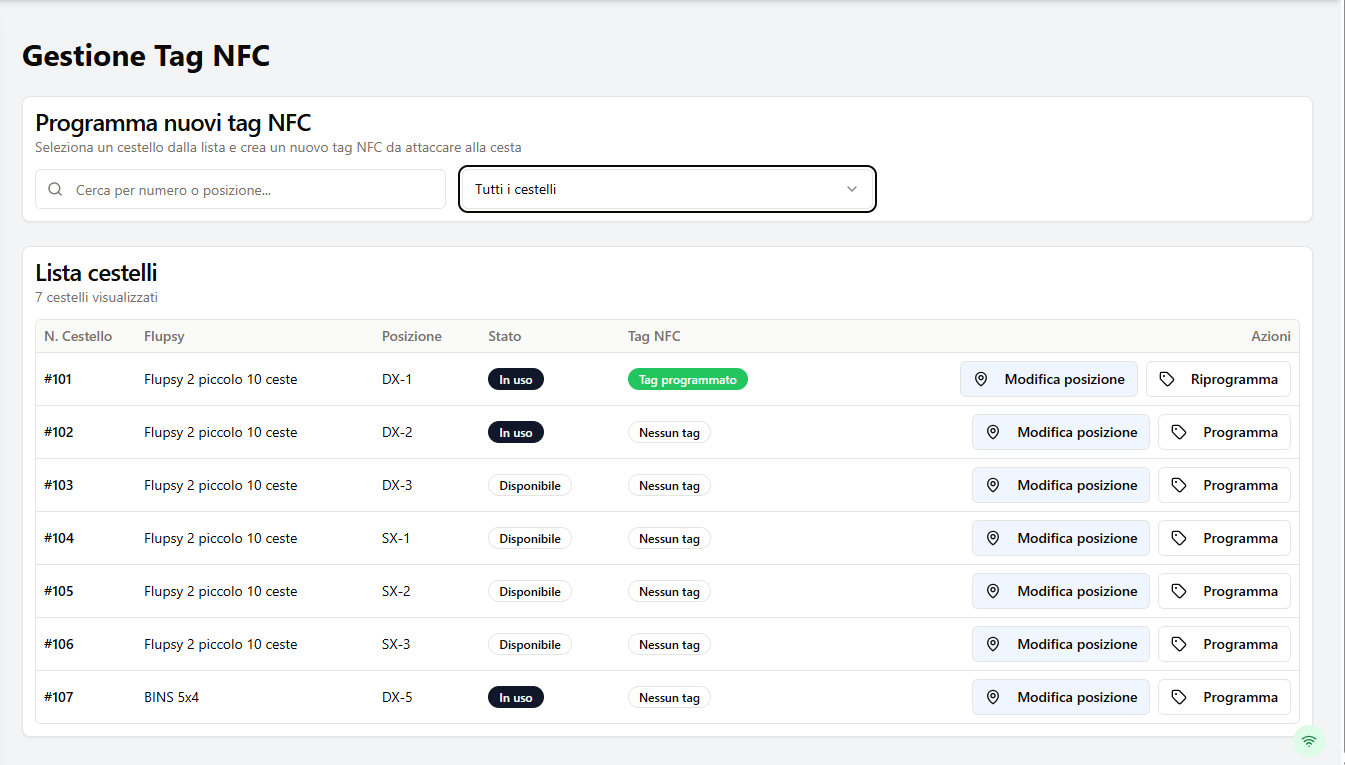 Gestione Tag NFC
Programma nuovi tag NFC
Seleziona un cestello dalla lista e crea un nuovo tag NFC da attaccare alla cesta
Cerca per numero o posizione... Tutti i cestelli
Lista cestelli
7 cestelli visualizzati
N. Cestello Flupsy Posizione Stato Tag NFC Azioni
#101 Flupsy 2 piccolo 10 ceste DX-1 In uso Tag programmato Modifica posizione Riprogramma
#102 Flupsy 2 piccolo 10 ceste DX-2 In uso Nessun tag Modifica posizione Programma
#103 Flupsy 2 piccolo 10 ceste DX-3 Disponibile Nessun tag Modifica posizione Programma
#104 Flupsy 2 piccolo 10 ceste SX-1 Disponibile Nessun tag Modifica posizione Programma
#105 Flupsy 2 piccolo 10 ceste SX-2 Disponibile Nessun tag Modifica posizione Programma
#106 Flupsy 2 piccolo 10 ceste SX-3 Disponibile Nessun tag Modifica posizione Programma
#107 BINS 5x4 DX-5 In uso Nessun tag Modifica posizione Programma